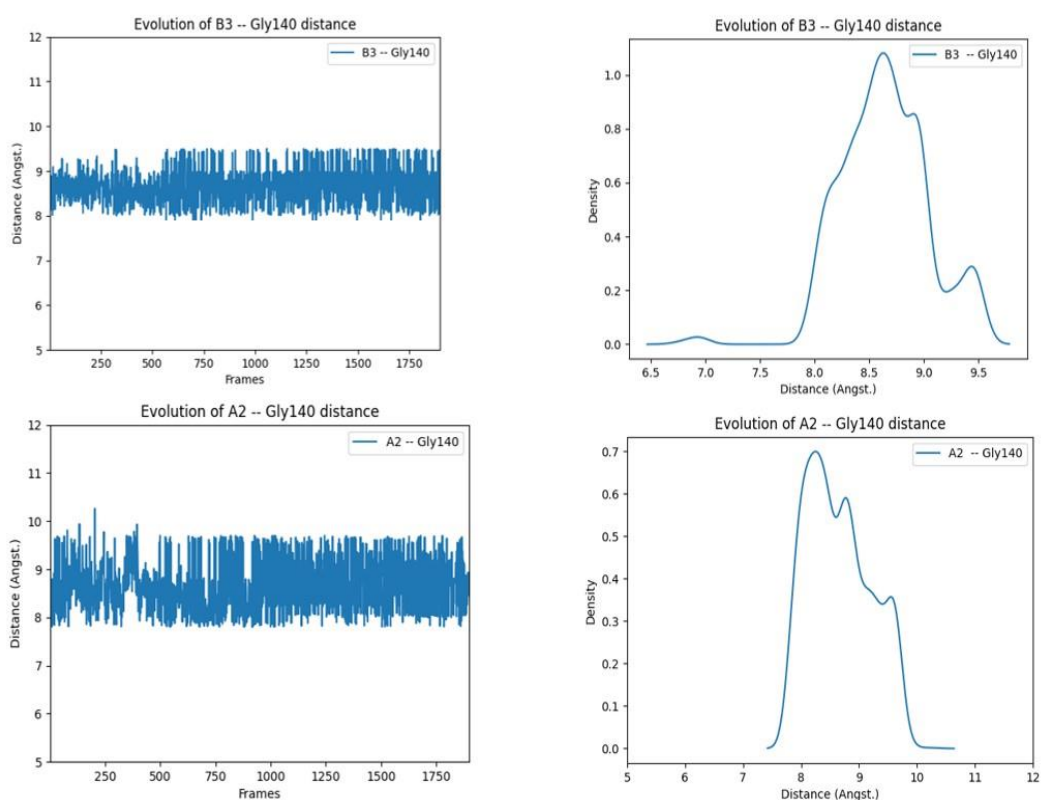 Evolution of B3 -- Gly140 distance
12
11
10
9
8
7
6
5
Distance (Angst.)
B3 -- Gly140
250 500 750 1000 1250 1500 1750
Frames
Evolution of B3 -- Gly140 distance
1.0
0.8
0.6
0.4
0.2
0.0
Density
B3 -- Gly140
6.5 7.0 7.5 8.0 8.5 9.0 9.5
Distance (Angst.)
Evolution of A2 -- Gly140 distance
12
11
10
9
8
7
6
5
Distance (Angst.)
A2 -- Gly140
250 500 750 1000 1250 1500 1750
Frames
Evolution of A2 -- Gly140 distance
0.7
0.6
0.5
0.4
0.3
0.2
0.1
0.0
Density
A2 -- Gly140
5 6 7 8 9 10 11 12
Distance (Angst.)